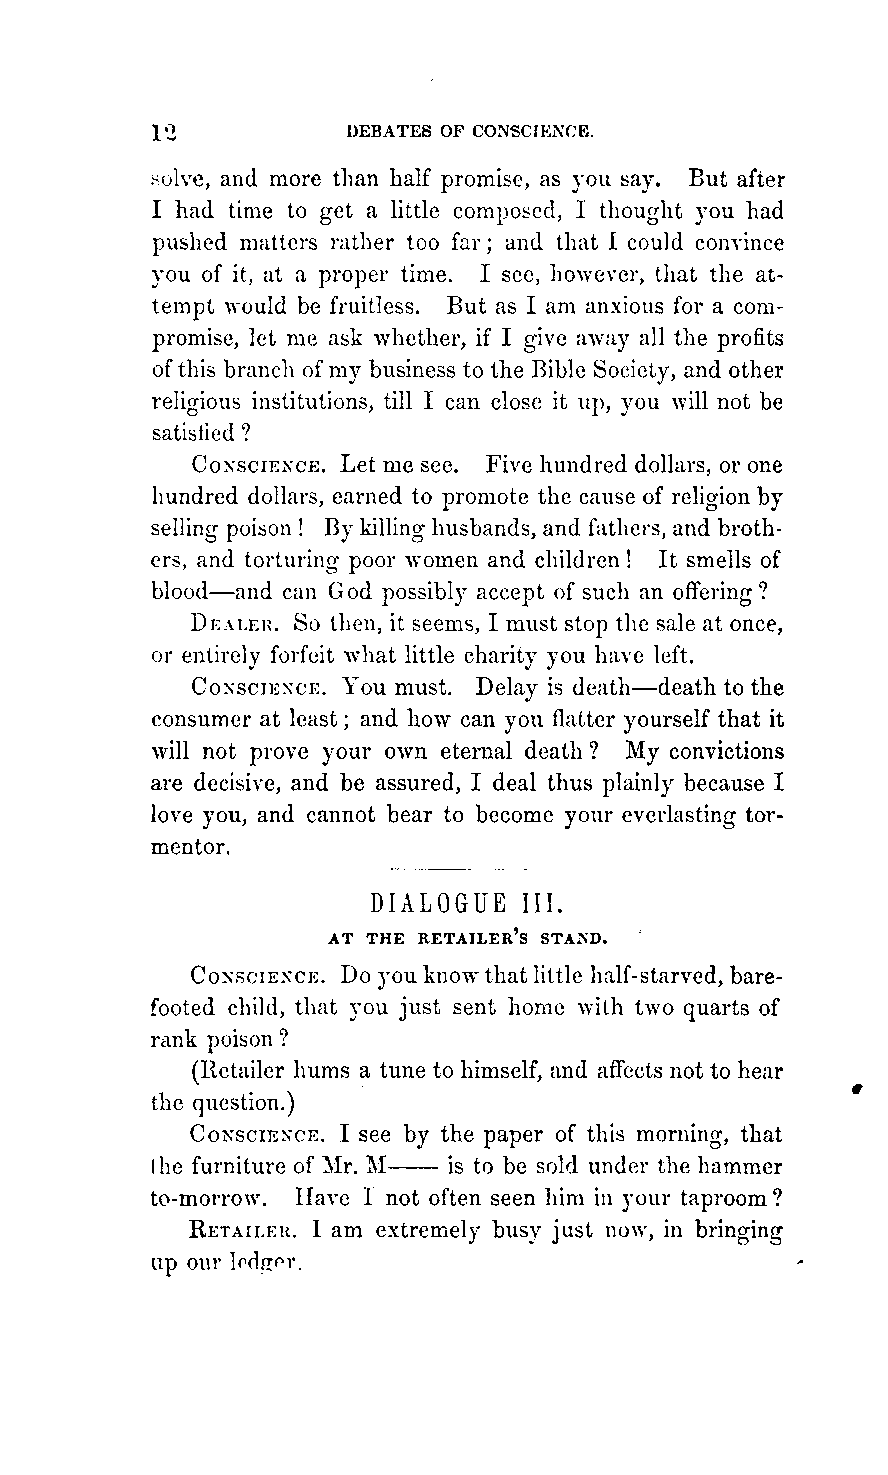 12 DEBATES OF CONSCIENCE.
solve, and more than half promise, as you say. But after
I had time to get a little composed, I thought you had
pushed matters rather too far; and that I could convince
you of it, at a proper time. I see, however, that the at-
tempt would be fruitless. But as I am anxious for a com-
promise, let me ask whether, if I give away all the profits
of this branch of my business to the Bible Society, and other
religious institutions, till I can close it up, you will not be
satisfied?
CONSCIENCE. Let me see. Five hundred dollars, or one
hundred dollars, earned to promote the cause of religion by
selling poison! By killing husbands, and fathers, and broth-
ers, and torturing poor women and children! It smells of
blood—and can God possibly accept of such an offering?
DEALER. So then, it seems, I must stop the sale at once,
or entirely forfeit what little charity you have left.
CONSCIENCE. You must. Delay is death—death to the
consumer at least; and how can you flatter yourself that it
will not prove your own eternal death? My convictions
are decisive, and be assured, I deal thus plainly because I
love you, and cannot bear to become your everlasting tor-
mentor.
DIALOGUE III.
AT THE RETAILER'S STAND.
CONSCIENCE. Do you know that little half-starved, bare-
footed child, that you just sent home with two quarts of
rank poison?
(Retailer hums a tune to himself, and affects not to hear
the question.)
CONSCIENCE. I see by the paper of this morning, that
the furniture of Mr. M—— is to be sold under the hammer
to-morrow. Have I not often seen him in your taproom?
RETAILER. I am extremely busy just now, in bringing
up our ledger.